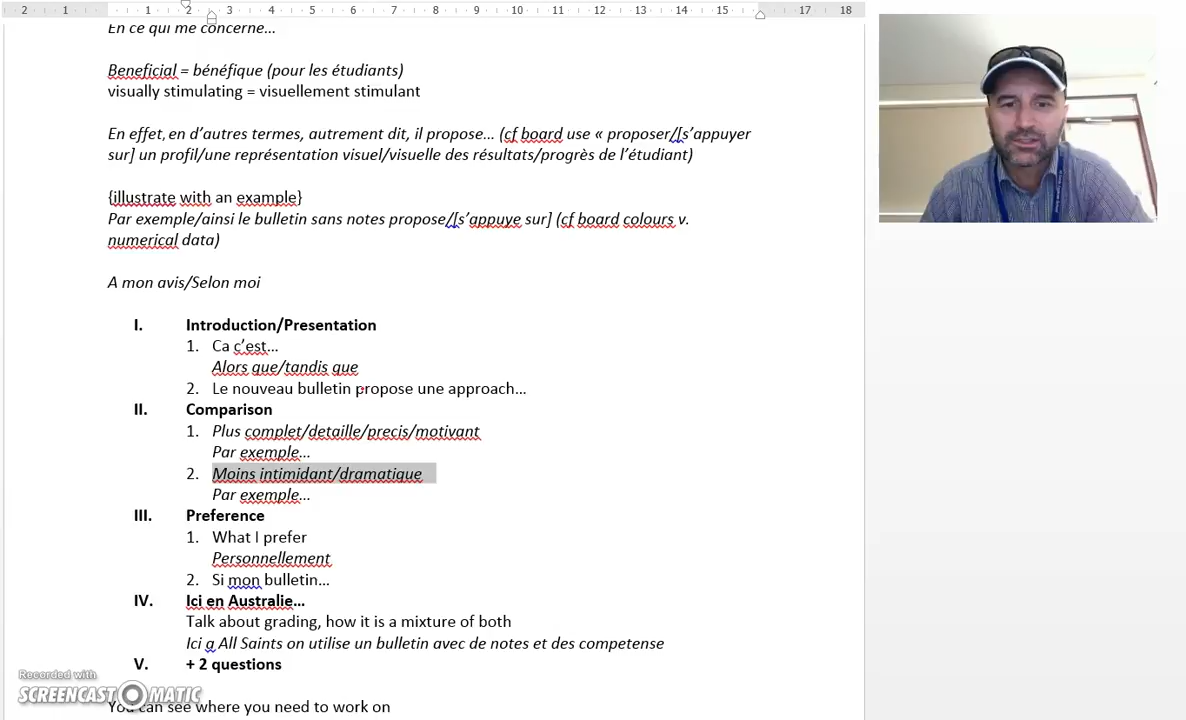 2 1 1 2 3 4 5 6 7 8 9 10 11 12 13 14 15 17 18
En ce qui me concerne...
Beneficial = bénéfique (pour les étudiants)
visually stimulating = visuellement stimulant
En effet, en d'autres termes, autrement dit, il propose... (cf board use « proposer/[s'appuyer
sur] un profil/une représentation visuel/visuelle des résultats/progrès de l'étudiant)
{illustrate with an example}
Par exemple/ainsi le bulletin sans notes propose/[s'appuye sur] (cf board colours v.
numerical data)
A mon avis/Selon moi
I. Introduction/Presentation
1. Ca c'est...
Alors que/tandis que
2. Le nouveau bulletin propose une approach...
II. Comparison
1. Plus complet/detaille/precis/motivant
Par exemple...
2. Moins intimidant/dramatique
Par exemple...
III. Preference
1. What I prefer
Personnellement
2. Si mon bulletin...
IV. Ici en Australie...
Talk about grading, how it is a mixture of both
Ici a All Saints on utilise un bulletin avec de notes et des competense
V. + 2 questions
Recorded with
SCREENCAST O MATIC
You can see where you need to work on